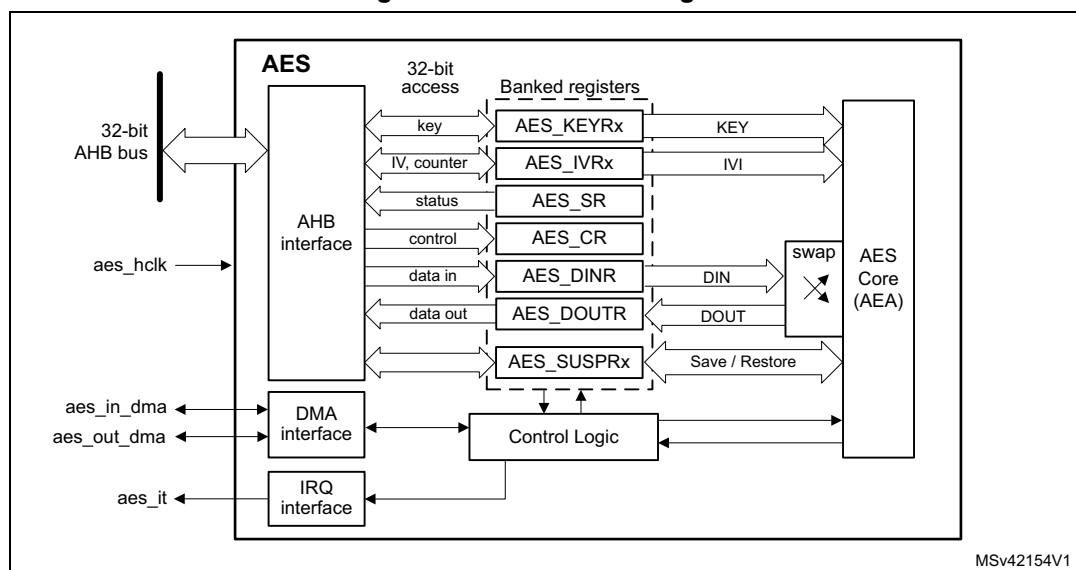 AES
32-bit
access
Banked registers
32-bit
AHB bus
key
AES_KEYRx
KEY
IV, counter
AES_IVRx
IVI
status
AES_SR
AHB
interface
control
AES_CR
swap
AES
Core
(AEA)
aes_hclk
data in
AES_DINR
DIN
data out
AES_DOUTR
DOUT
AES_SUSPRx
Save / Restore
aes_in_dma
aes_out_dma
DMA
interface
Control Logic
aes_it
IRQ
interface
MSv42154V1